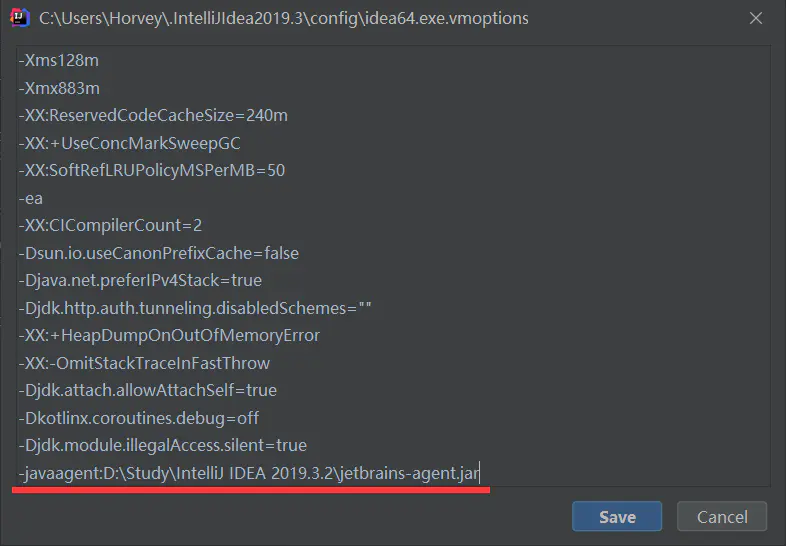 C:\Users\Horvey\.IntelliJIdea2019.3\config\idea64.exe.vmoptions
-Xms128m
-Xmx883m
-XX:ReservedCodeCacheSize=240m
-XX:+UseConcMarkSweepGC
-XX:SoftRefLRUPolicyMSPerMB=50
-ea
-XX:CICompilerCount=2
-Dsun.io.useCanonPrefixCache=false
-Djava.net.preferIPv4Stack=true
-Djdk.http.auth.tunneling.disabledSchemes=""
-XX:+HeapDumpOnOutOfMemoryError
-XX:-OmitStackTraceInFastThrow
-Djdk.attach.allowAttachSelf=true
-Dkotlinx.coroutines.debug=off
-Djdk.module.illegalAccess.silent=true
-javaagent:D:\Study\IntelliJ IDEA 2019.3.2\jetbrains-agent.jar
Save Cancel